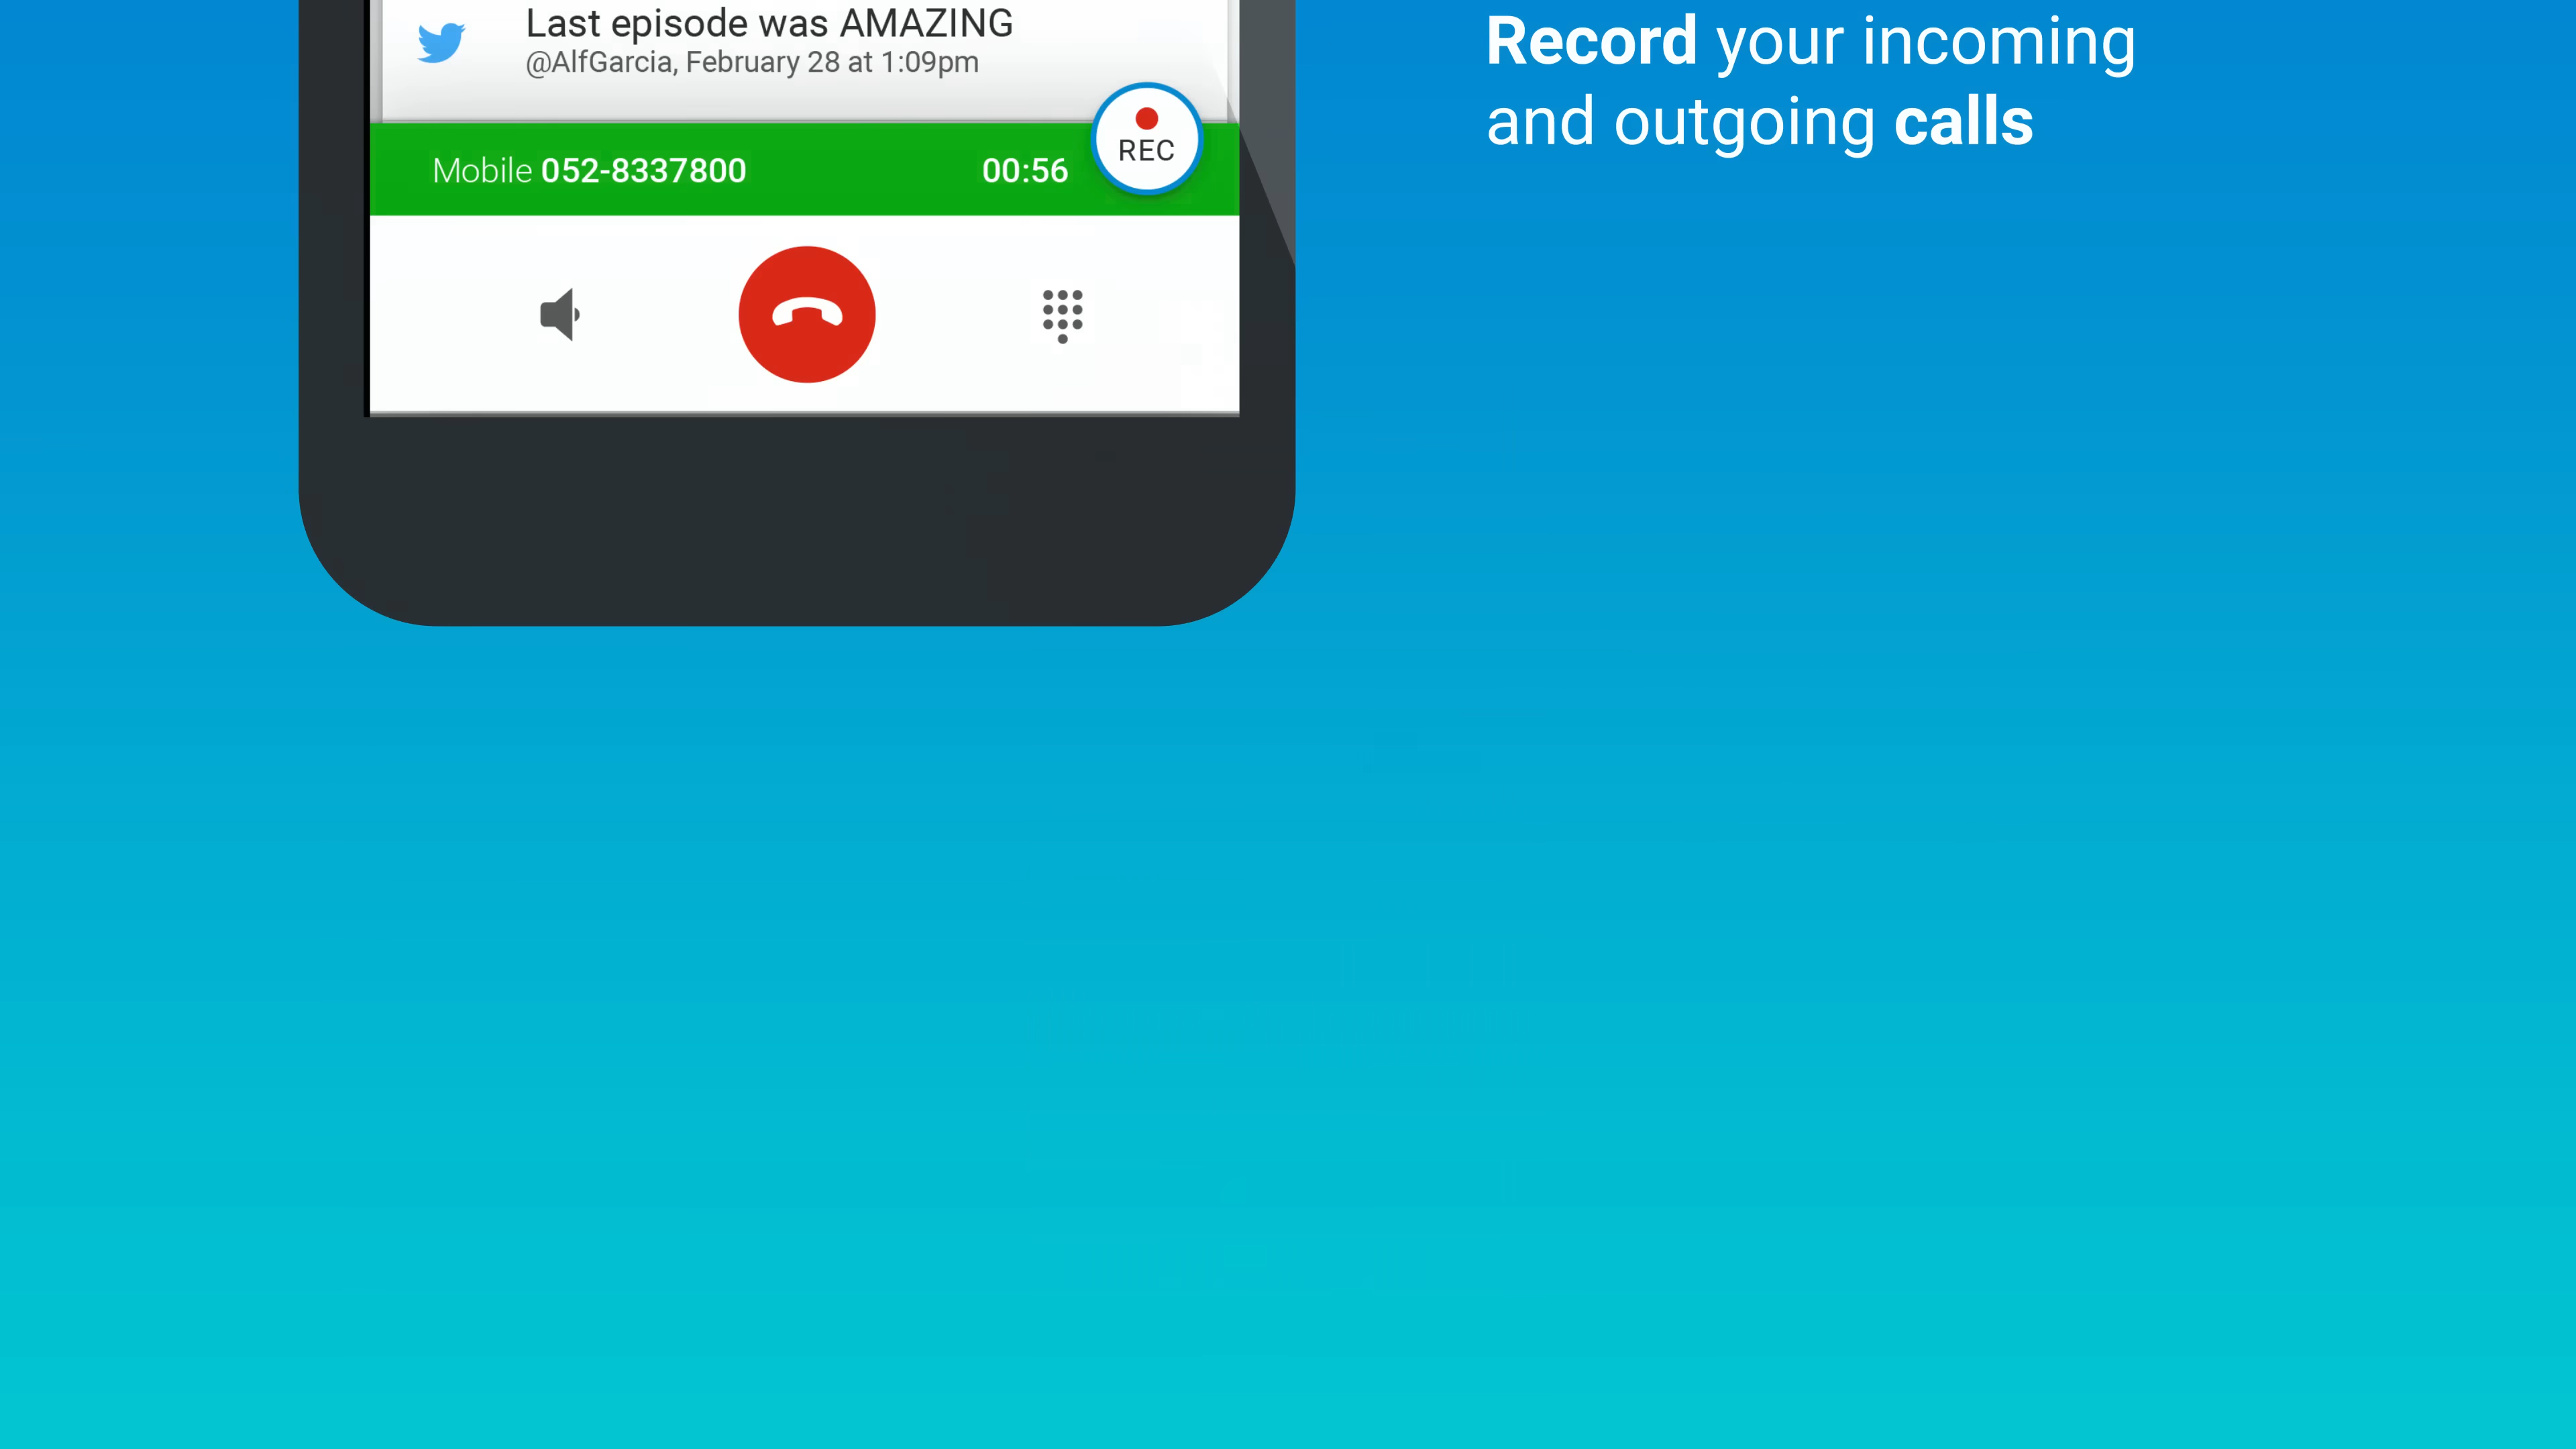 Last episode was AMAZING
@AlfGarcia, February 28 at 1:09pm
REC
Mobile 052-8337800 00:56
Record your incoming
and outgoing calls